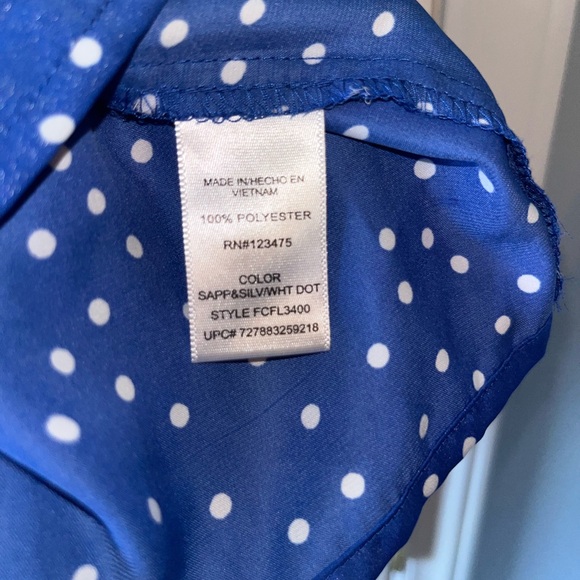 MADE IN/HECHO EN
VIETNAM
100% POLYESTER
RN#123475
COLOR
SAPP&SILV/WHT DOT
STYLE FCFL3400
UPC# 727883259218